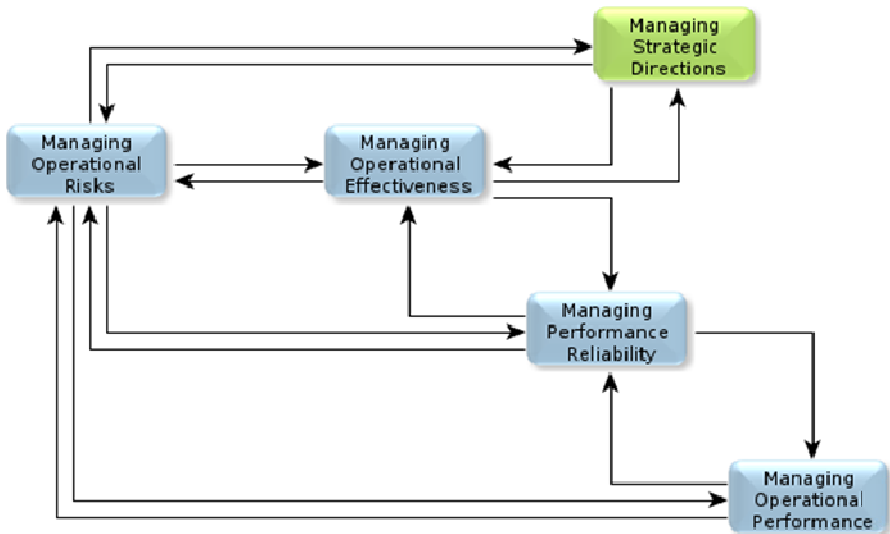 Managing
Strategic
Directions
Managing
Operational
Risks
Managing
Operational
Effectiveness
Managing
Performance
Reliability
Managing
Operational
Performance